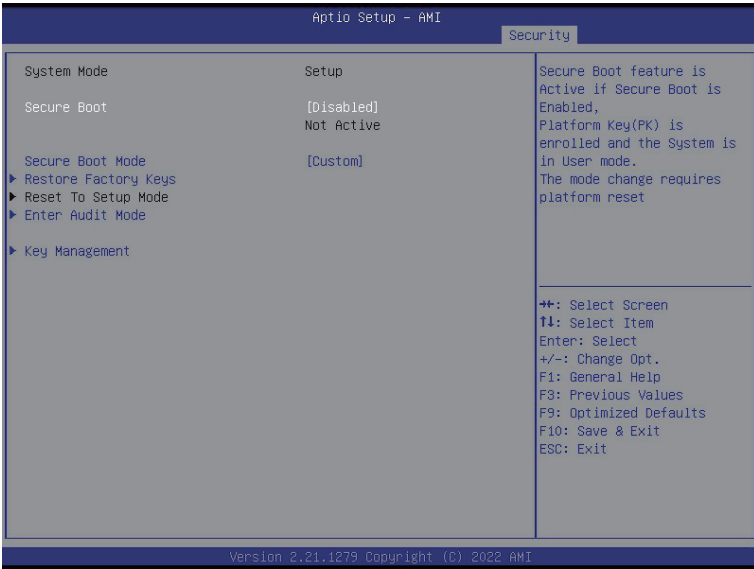 Aptio Setup – AMI
Security
System Mode Setup
Secure Boot [Disabled]
Not Active
Secure Boot Mode [Custom]
▶ Restore Factory Keys
▶ Reset To Setup Mode
▶ Enter Audit Mode
▶ Key Management
Secure Boot feature is
Active if Secure Boot is
Enabled,
Platform Key(PK) is
enrolled and the System is
in User mode.
The mode change requires
platform reset
→←: Select Screen
↑↓: Select Item
Enter: Select
+/-: Change Opt.
F1: General Help
F3: Previous Values
F9: Optimized Defaults
F10: Save & Exit
ESC: Exit
Version 2.21.1279 Copyright (C) 2022 AMI